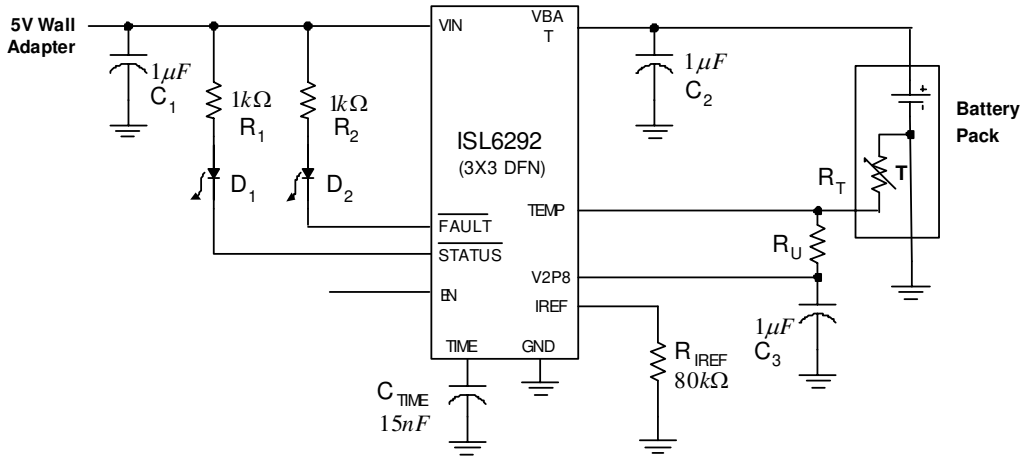 5V Wall
Adapter
VIN
VBA
T
1μF
C1
1kΩ
R1
1kΩ
R2
D1
D2
ISL6292
(3X3 DFN)
1μF
C2
Battery
Pack
RT
T
TEMP
RU
FAULT
STATUS
V2P8
EN
IREF
1μF
C3
TIME
GND
RIREF
80kΩ
CTIME
15nF
+
-